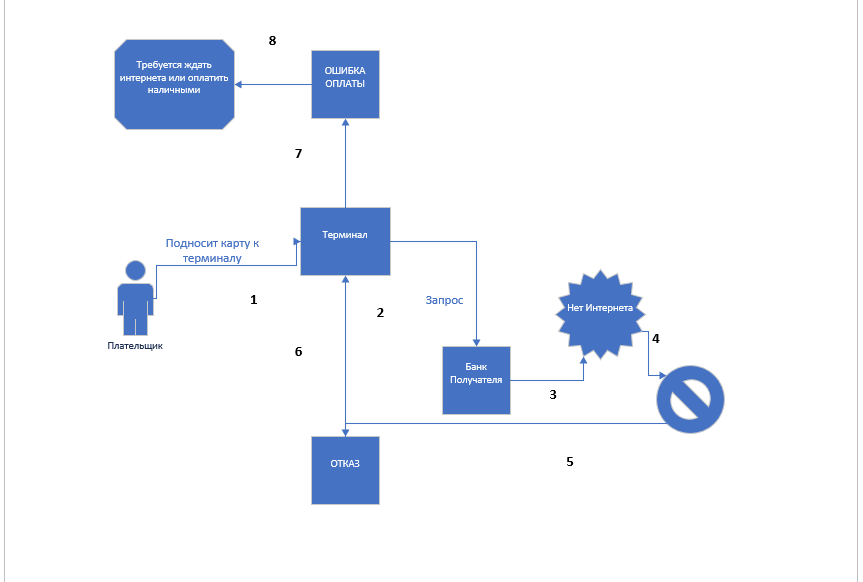 8
Требуется ждать
интернета или оплатить
наличными
ОШИБКА
ОПЛАТЫ
7
Подносит карту к
терминалу
Терминал
1
2
Запрос
Нет Интернета
Плательщик
6
4
Банк
Получателя
3
5
ОТКАЗ